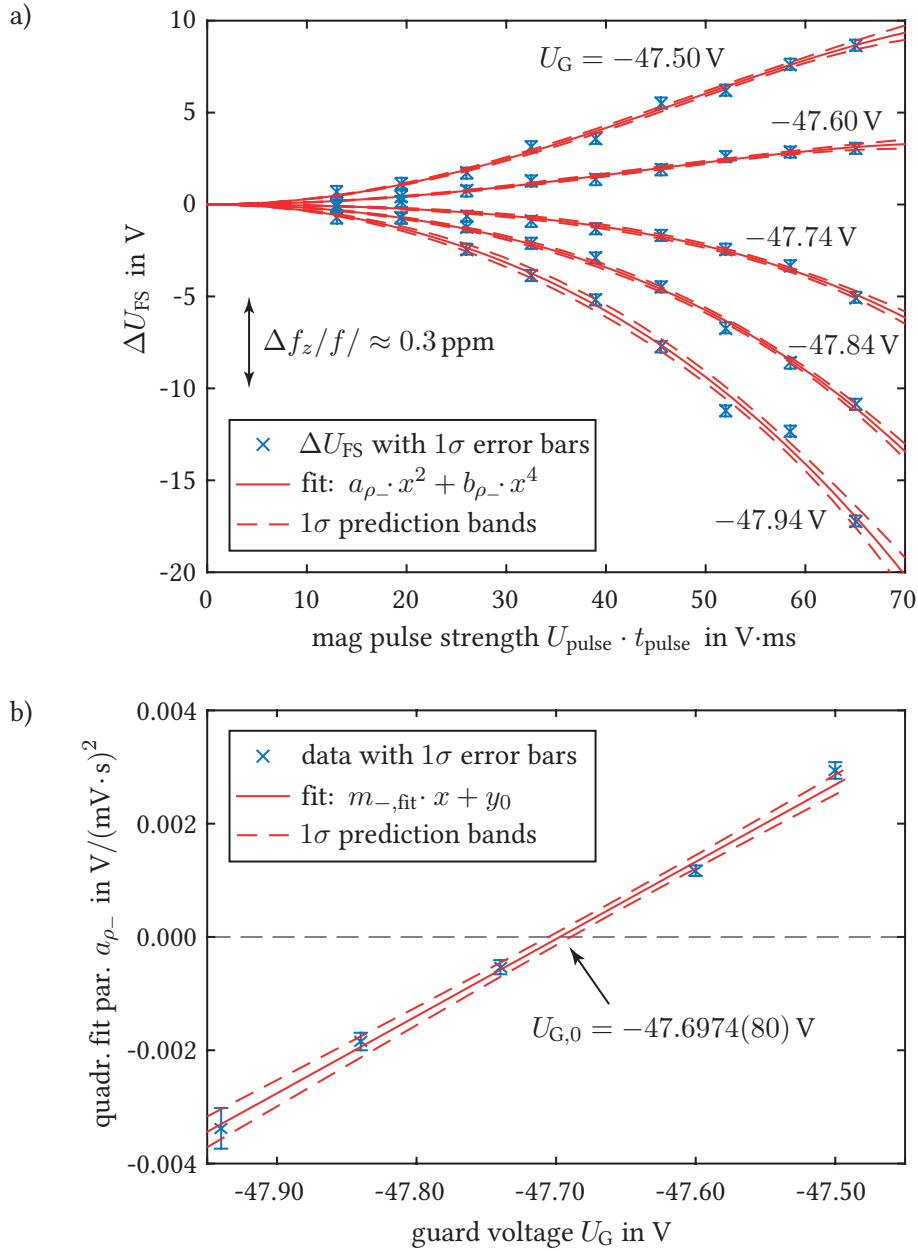 a)
10
5
0
-5
-10
-15
-20
ΔU_FS in V
U_G = −47.50 V
−47.60 V
−47.74 V
−47.84 V
−47.94 V
Δf_z/f/ ≈ 0.3 ppm
ΔU_FS with 1σ error bars
fit: a_ρ₋ · x² + b_ρ₋ · x⁴
1σ prediction bands
0 10 20 30 40 50 60 70
mag pulse strength U_pulse · t_pulse in V·ms
b)
0.004
0.002
0.000
-0.002
-0.004
quadr. fit par. a_ρ₋ in V/(mV·s)²
data with 1σ error bars
fit: m_−,fit · x + y₀
1σ prediction bands
U_G,0 = −47.6974(80) V
-47.90 -47.80 -47.70 -47.60 -47.50
guard voltage U_G in V